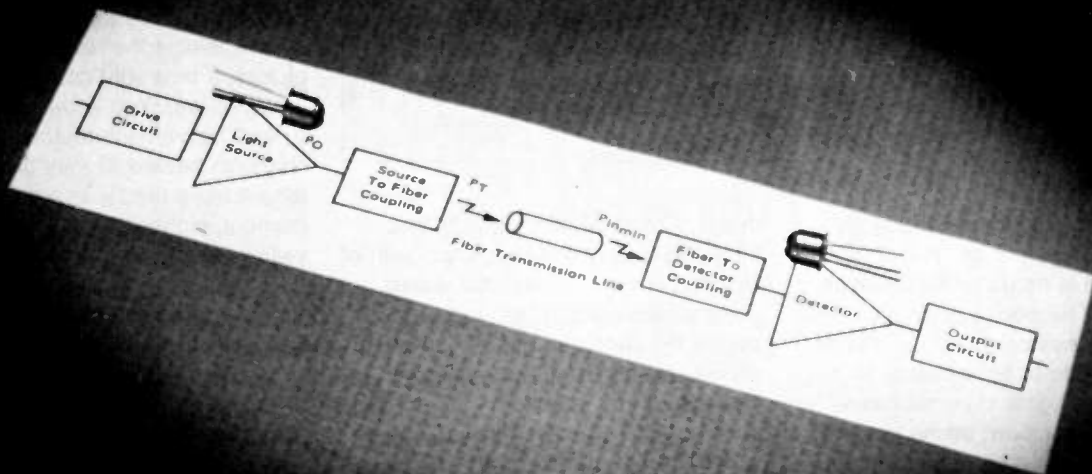 Drive
Circuit
Light
Source
PO
Source
To Fiber
Coupling
PT
Fiber Transmission Line
Pinmin
Fiber To
Detector
Coupling
Detector
Output
Circuit